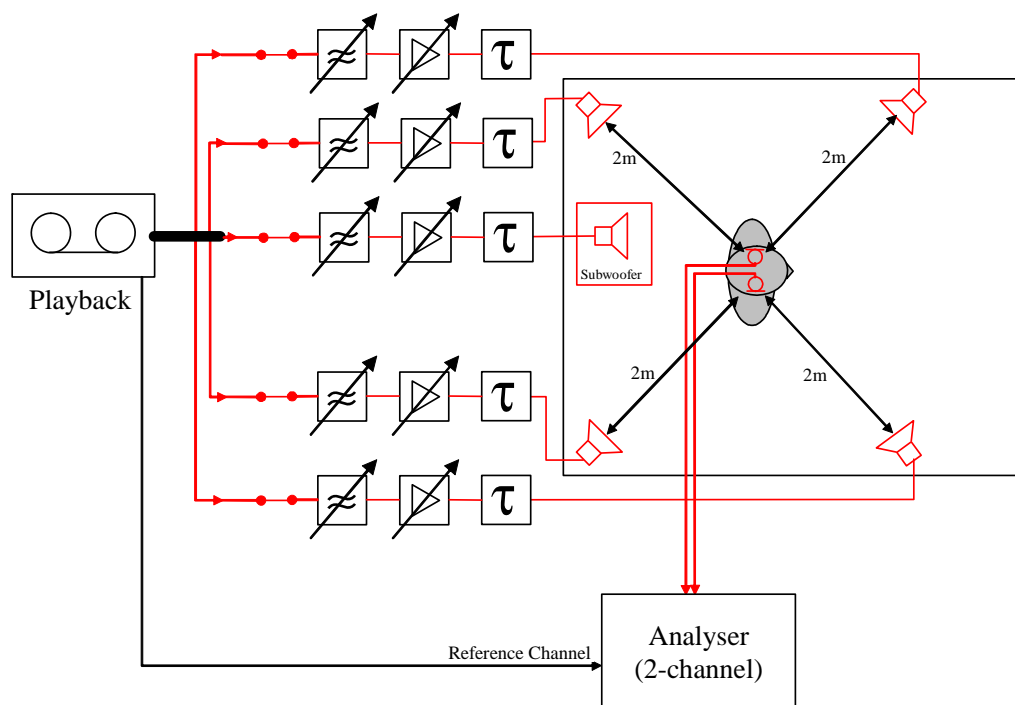 τ
τ
2m
2m
τ
Subwoofer
Playback
2m
2m
τ
τ
Reference Channel
Analyser
(2-channel)